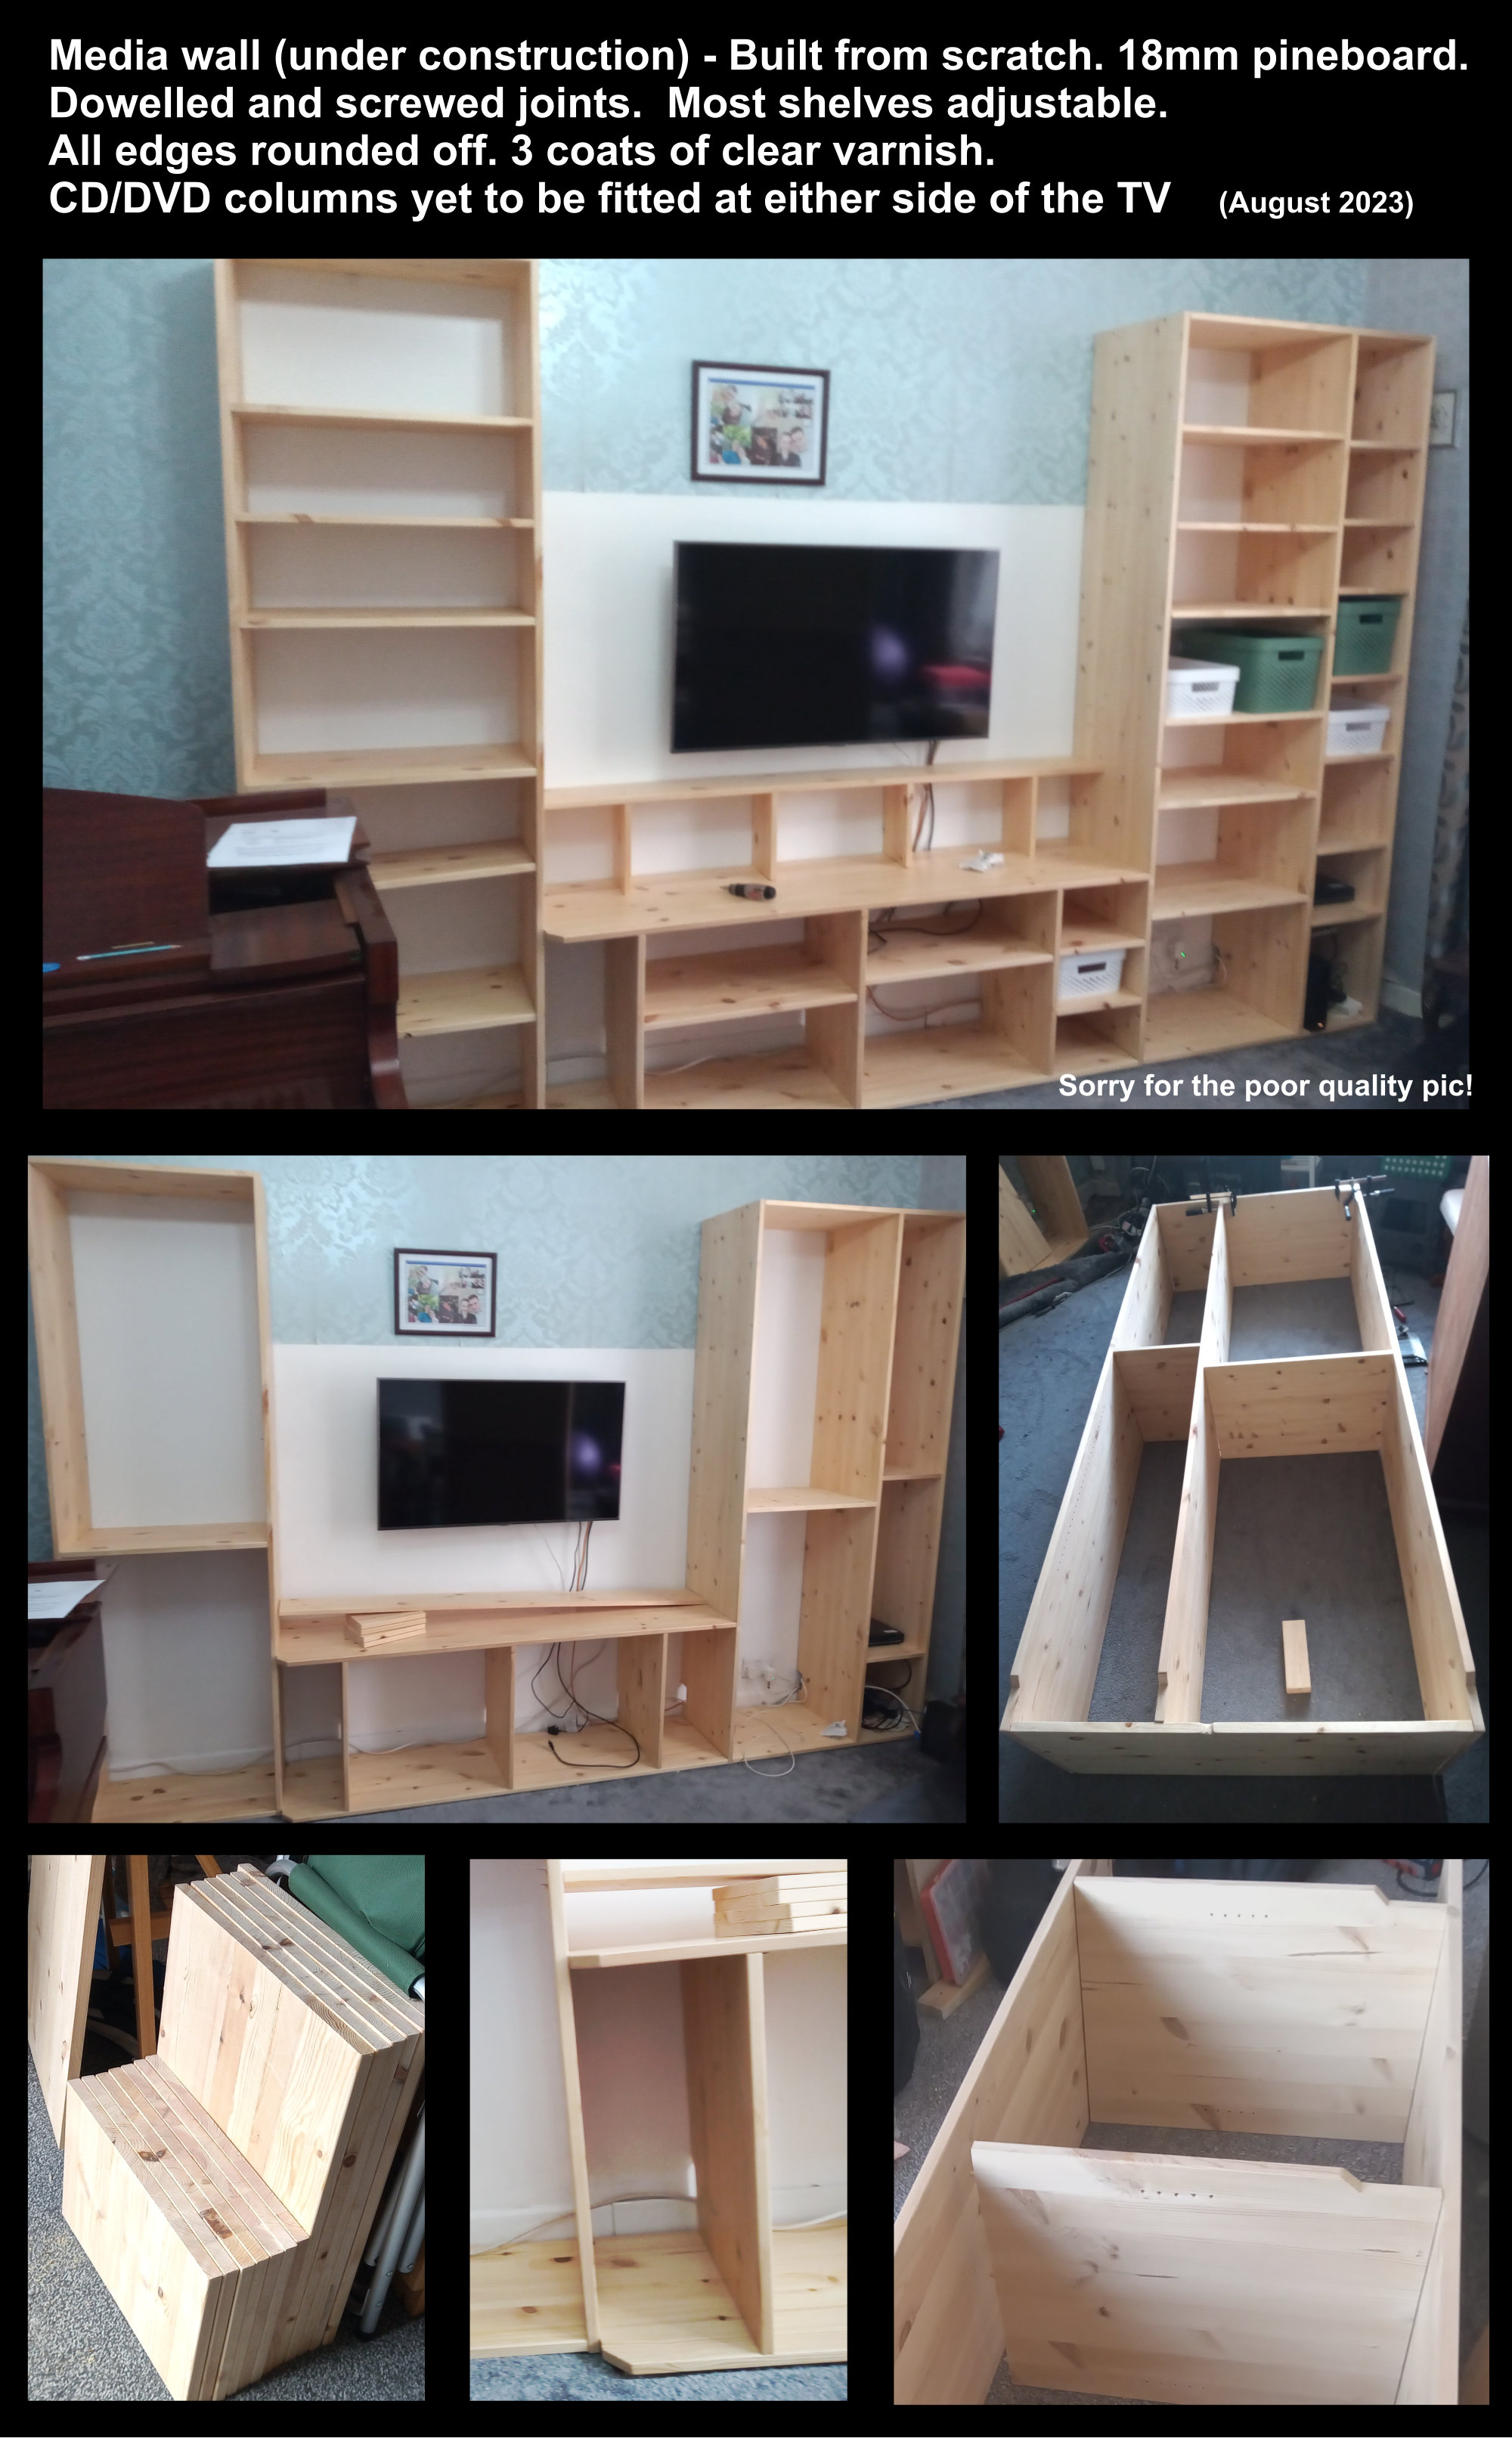 Media wall (under construction) - Built from scratch. 18mm pineboard.
Dowelled and screwed joints.  Most shelves adjustable.
All edges rounded off. 3 coats of clear varnish.
CD/DVD columns yet to be fitted at either side of the TV (August 2023)
Sorry for the poor quality pic!